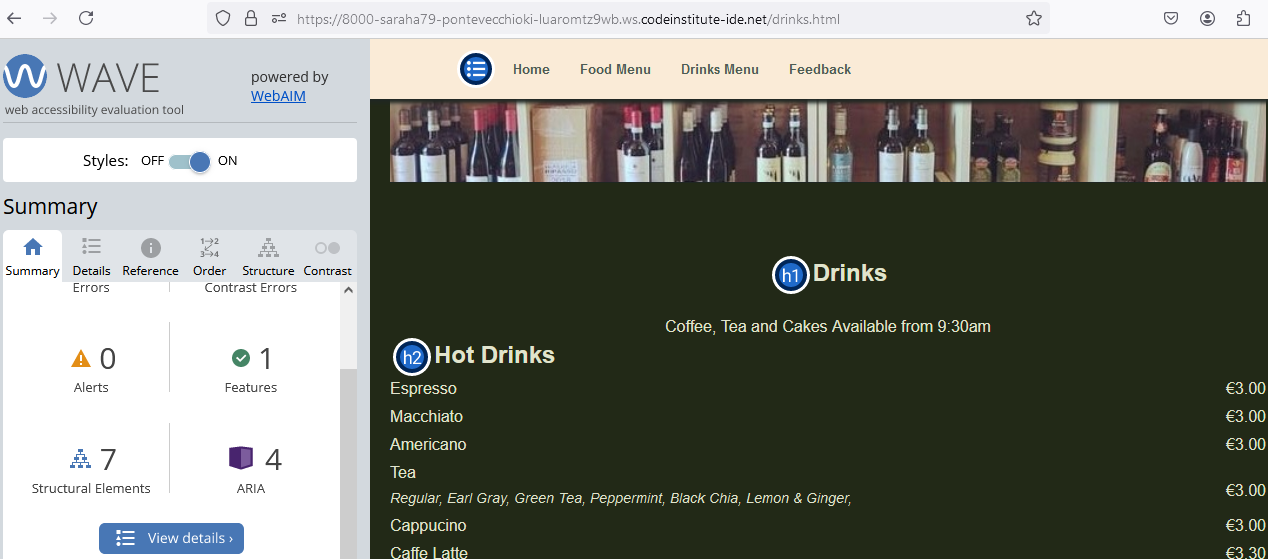 https://8000-saraha79-pontevecchioki-luaromtz9wb.ws.codeinstitute-ide.net/drinks.html
WAVE
web accessibility evaluation tool
powered by
WebAIM
Styles: OFF ON
Summary
Summary Details Reference Order Structure Contrast
Errors Contrast Errors
0 1
Alerts Features
7 4
Structural Elements ARIA
View details ›
Home Food Menu Drinks Menu Feedback
h1 Drinks
Coffee, Tea and Cakes Available from 9:30am
h2 Hot Drinks
Espresso €3.00
Macchiato €3.00
Americano €3.00
Tea
Regular, Earl Gray, Green Tea, Peppermint, Black Chia, Lemon & Ginger, €3.00
Cappucino €3.00
Caffe Latte €3.30